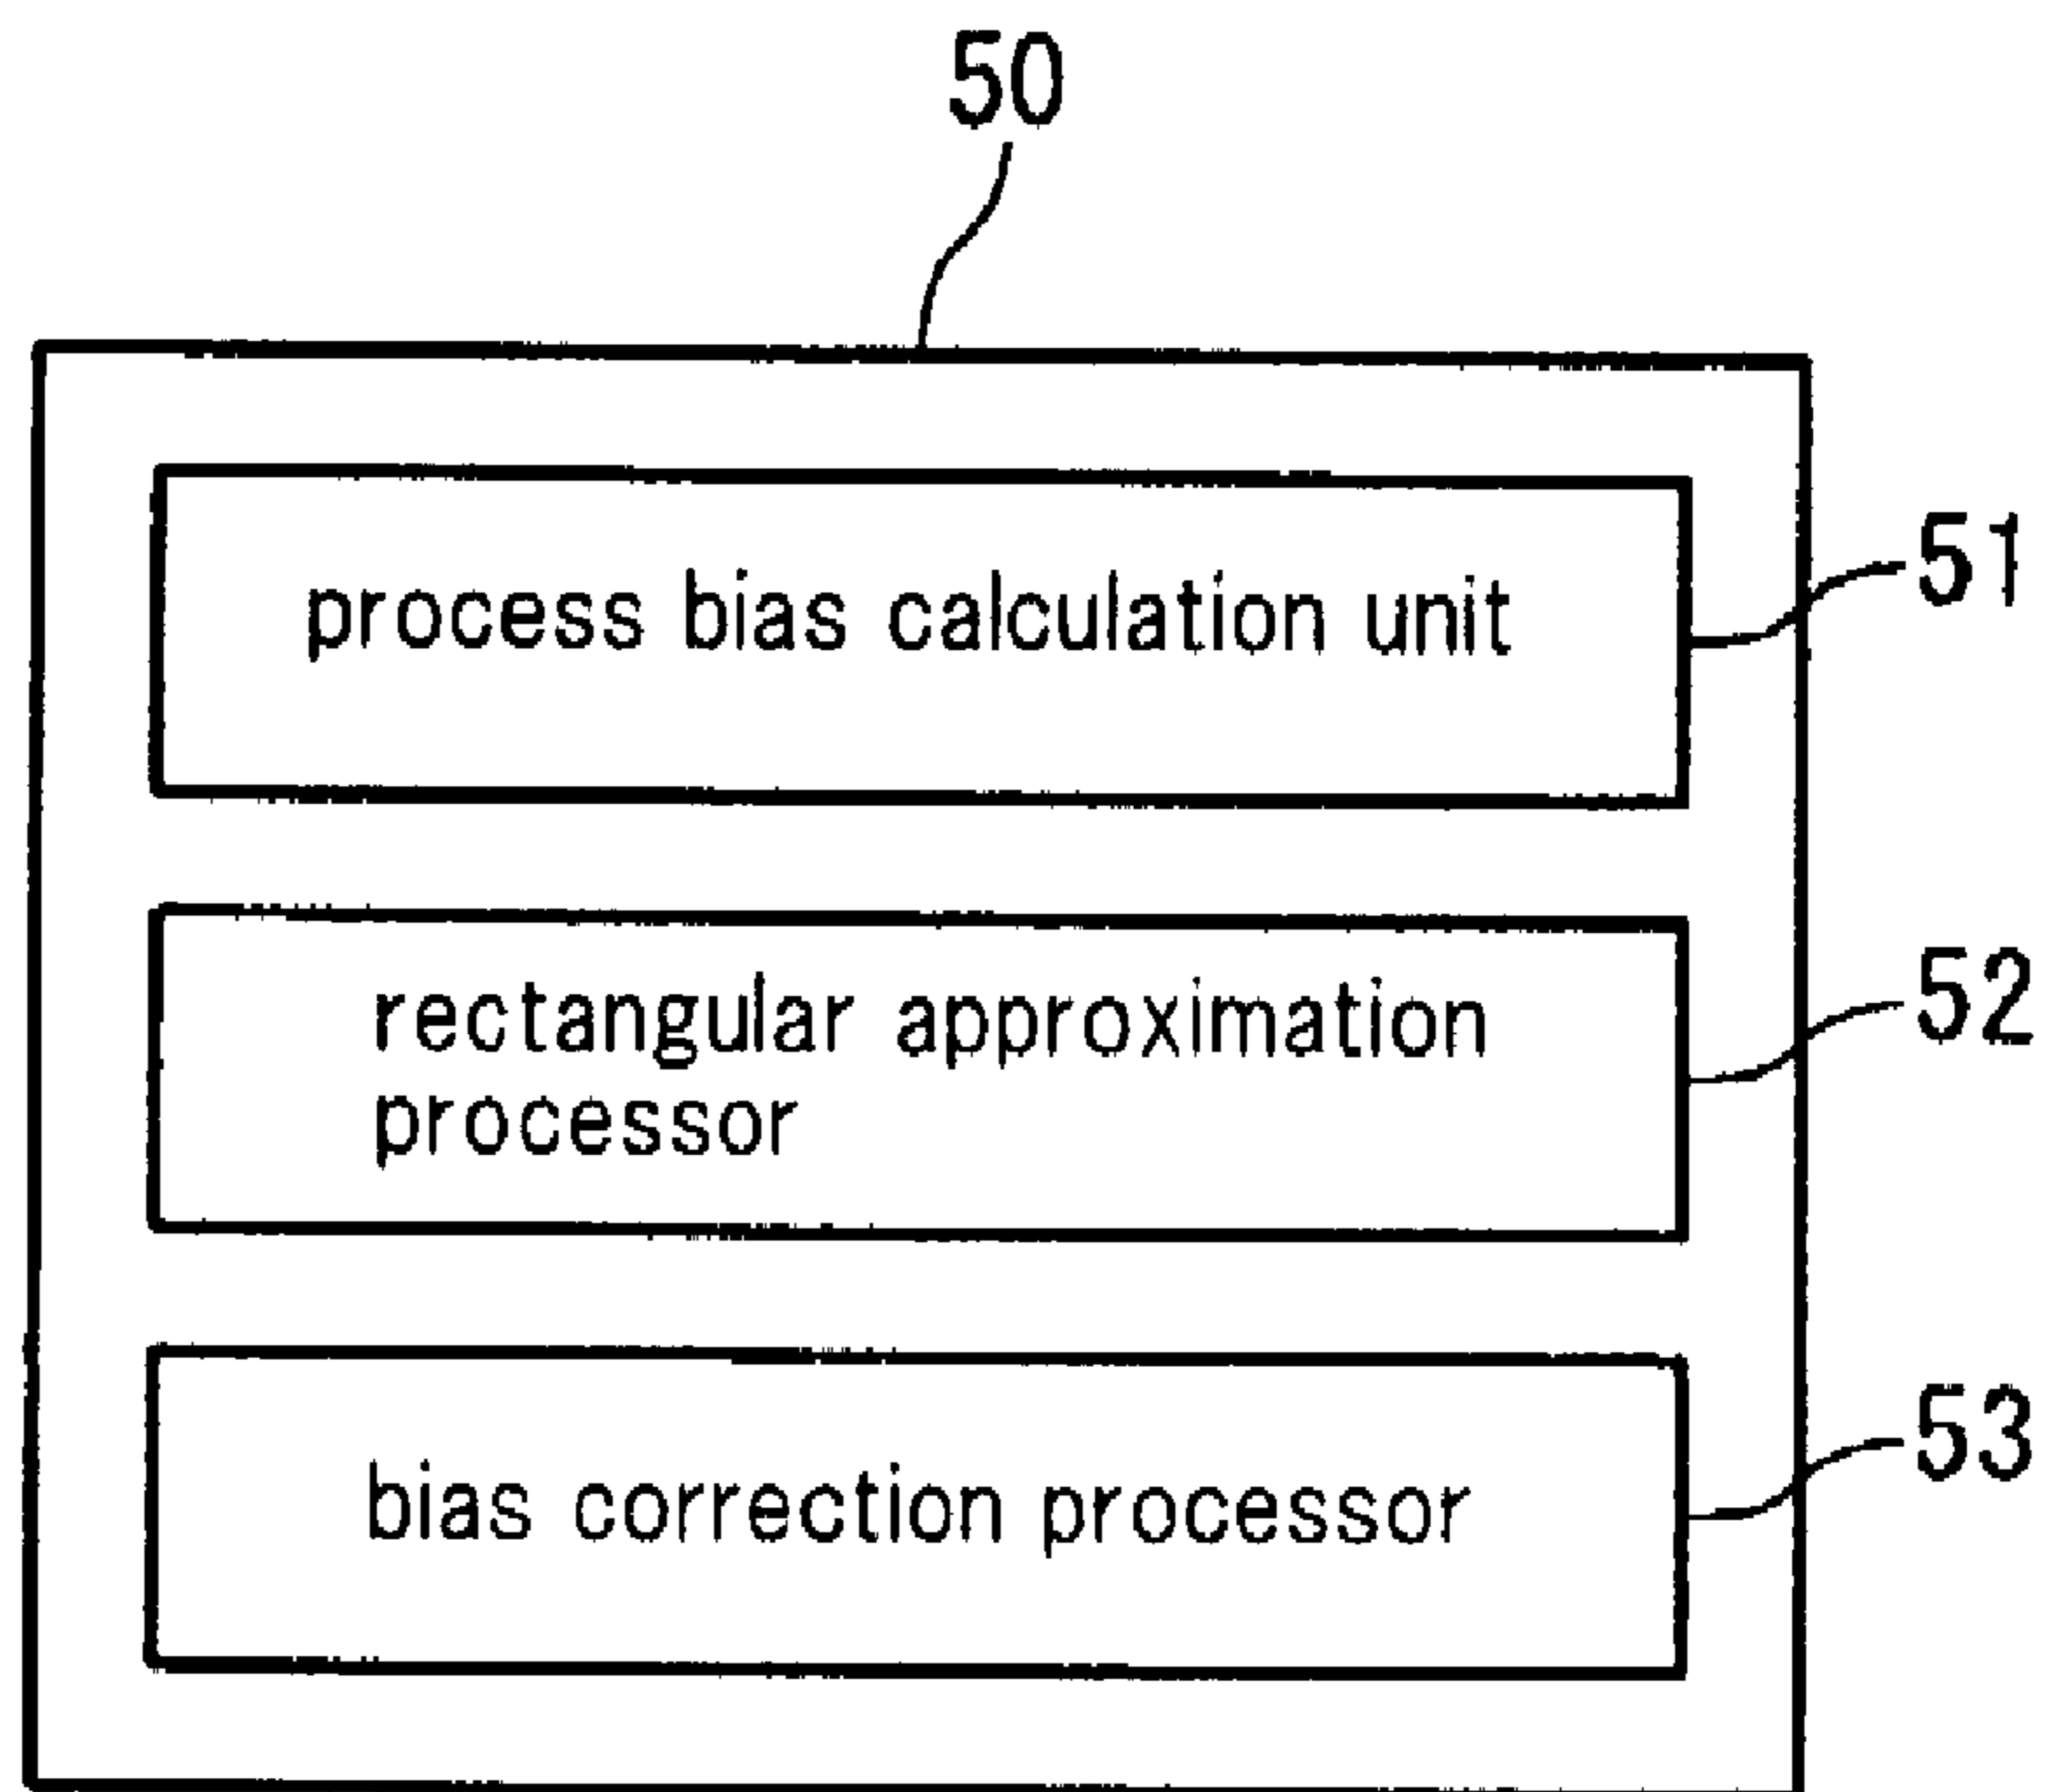 50
process bias calculation unit
51
rectangular approximation
processor
52
bias correction processor
53